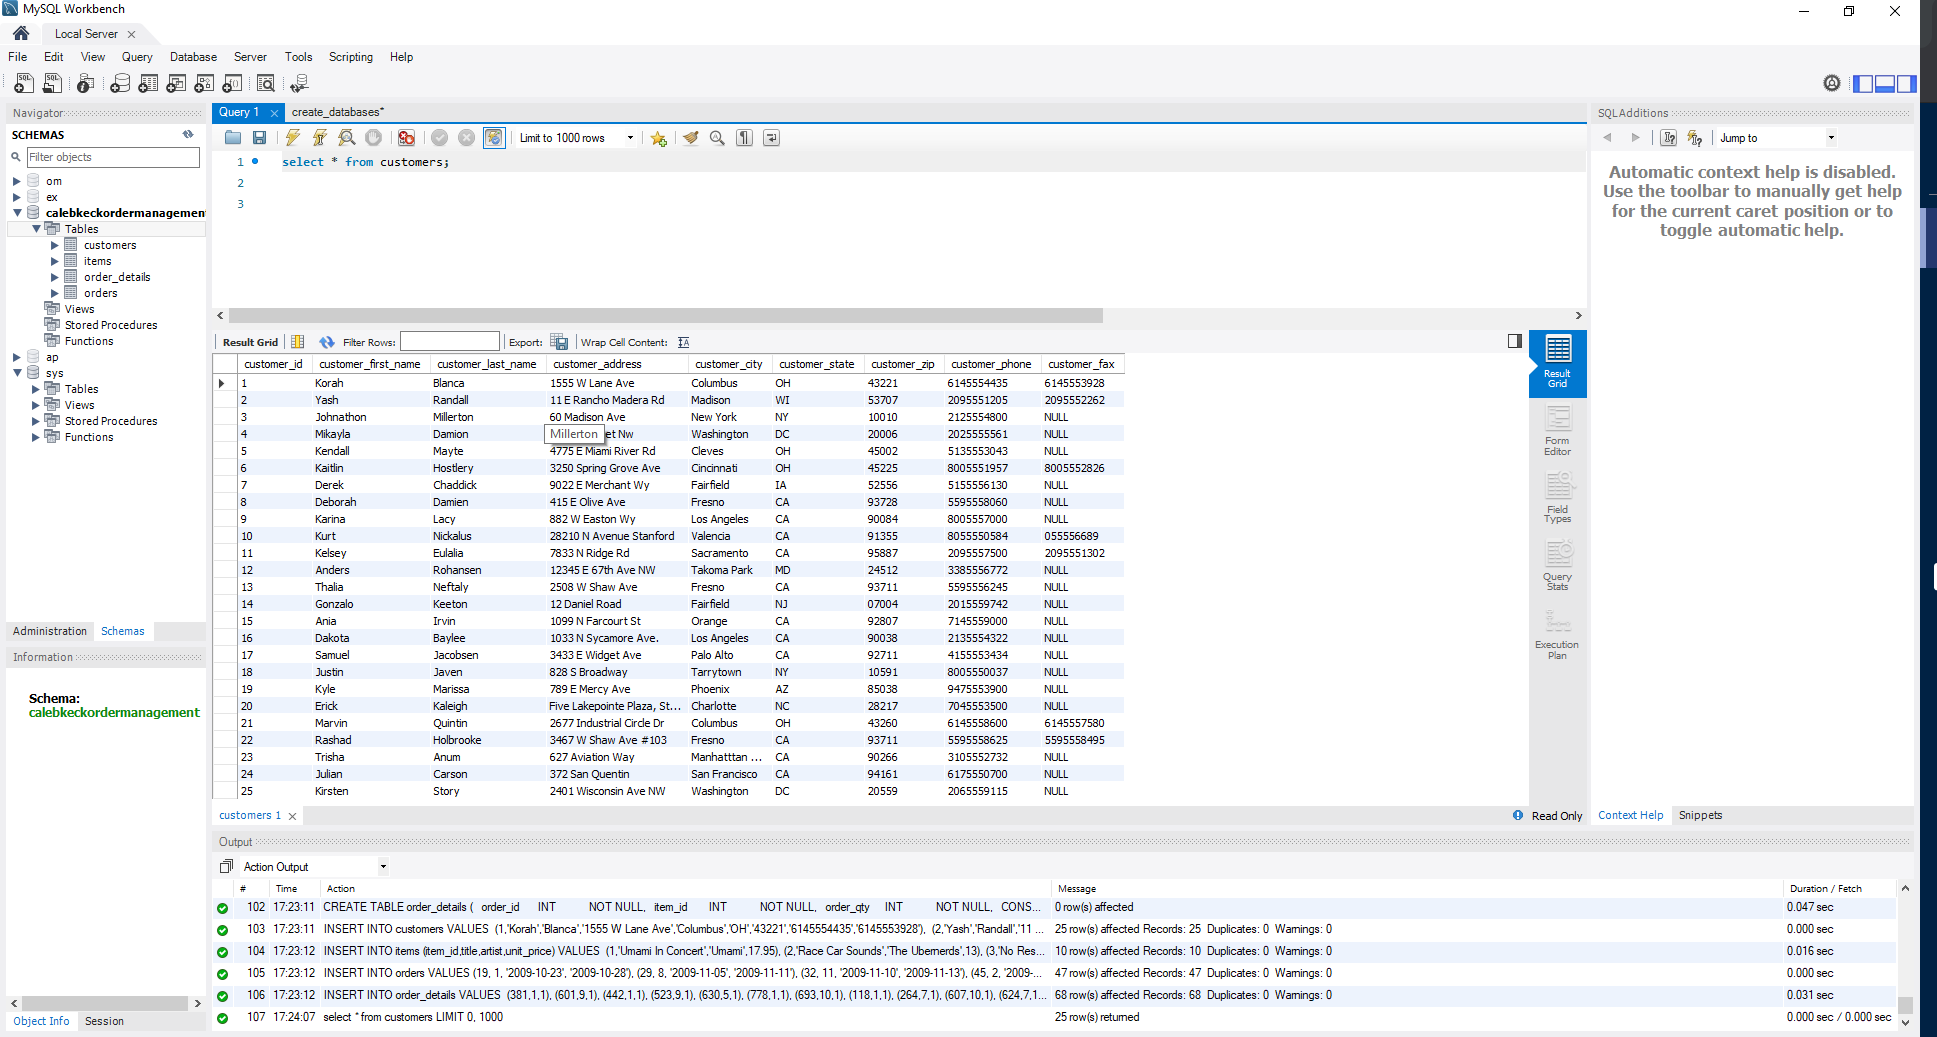 MySQL Workbench
Local Server
File Edit View Query Database Server Tools Scripting Help
Navigator
SCHEMAS
Filter objects
om
ex
calebkeckordermanagemen
Tables
customers
items
order_details
orders
Views
Stored Procedures
Functions
ap
sys
Tables
Views
Stored Procedures
Functions
Administration Schemas
Information
Schema:
calebkeckordermanagement
Object Info Session
Query 1 create_databases*
Limit to 1000 rows
1 select * from customers;
2
3
Result Grid Filter Rows: Export: Wrap Cell Content:
customer_id customer_first_name customer_last_name customer_address customer_city customer_state customer_zip customer_phone customer_fax
1 Korah Blanca 1555 W Lane Ave Columbus OH 43221 6145554435 6145553928
2 Yash Randall 11 E Rancho Madera Rd Madison WI 53707 2095551205 2095552262
3 Johnathon Millerton 60 Madison Ave New York NY 10010 2125554800 NULL
4 Mikayla Damion Millerton et Nw Washington DC 20006 2025555561 NULL
5 Kendall Mayte 4775 E Miami River Rd Cleves OH 45002 5135553043 NULL
6 Kaitlin Hostlery 3250 Spring Grove Ave Cincinnati OH 45225 8005551957 8005552826
7 Derek Chaddick 9022 E Merchant Wy Fairfield IA 52556 5155556130 NULL
8 Deborah Damien 415 E Olive Ave Fresno CA 93728 5595558060 NULL
9 Karina Lacy 882 W Easton Wy Los Angeles CA 90084 8005557000 NULL
10 Kurt Nickalus 28210 N Avenue Stanford Valencia CA 91355 8055550584 055556689
11 Kelsey Eulalia 7833 N Ridge Rd Sacramento CA 95887 2095557500 2095551302
12 Anders Rohansen 12345 E 67th Ave NW Takoma Park MD 24512 3385556772 NULL
13 Thalia Neftaly 2508 W Shaw Ave Fresno CA 93711 5595556245 NULL
14 Gonzalo Keeton 12 Daniel Road Fairfield NJ 07004 2015559742 NULL
15 Ania Irvin 1099 N Farcourt St Orange CA 92807 7145559000 NULL
16 Dakota Baylee 1033 N Sycamore Ave. Los Angeles CA 90038 2135554322 NULL
17 Samuel Jacobsen 3433 E Widget Ave Palo Alto CA 92711 4155553434 NULL
18 Justin Javen 828 S Broadway Tarrytown NY 10591 8005550037 NULL
19 Kyle Marissa 789 E Mercy Ave Phoenix AZ 85038 9475553900 NULL
20 Erick Kaleigh Five Lakepointe Plaza, St... Charlotte NC 28217 7045553500 NULL
21 Marvin Quintin 2677 Industrial Circle Dr Columbus OH 43260 6145558600 6145557580
22 Rashad Holbrooke 3467 W Shaw Ave #103 Fresno CA 93711 5595558625 5595558495
23 Trisha Anum 627 Aviation Way Manhatttan ... CA 90266 3105552732 NULL
24 Julian Carson 372 San Quentin San Francisco CA 94161 6175550700 NULL
25 Kirsten Story 2401 Wisconsin Ave NW Washington DC 20559 2065559115 NULL
Result
Grid
Form
Editor
Field
Types
Query
Stats
Execution
Plan
customers 1 Read Only
SQLAdditions
Jump to
Automatic context help is disabled.
Use the toolbar to manually get help
for the current caret position or to
toggle automatic help.
Context Help Snippets
Output
Action Output
# Time Action Message Duration / Fetch
102 17:23:11 CREATE TABLE order_details ( order_id INT NOT NULL, item_id INT NOT NULL, order_qty INT NOT NULL, CONS... 0 row(s) affected 0.047 sec
103 17:23:11 INSERT INTO customers VALUES (1,'Korah','Blanca','1555 W Lane Ave','Columbus','OH','43221','6145554435','6145553928'), (2,'Yash','Randall','11 ... 25 row(s) affected Records: 25 Duplicates: 0 Warnings: 0 0.000 sec
104 17:23:12 INSERT INTO items (item_id,title,artist,unit_price) VALUES (1,'Umami In Concert','Umami',17.95), (2,'Race Car Sounds','The Ubernerds',13), (3,'No Res... 10 row(s) affected Records: 10 Duplicates: 0 Warnings: 0 0.016 sec
105 17:23:12 INSERT INTO orders VALUES (19, 1, '2009-10-23', '2009-10-28'), (29, 8, '2009-11-05', '2009-11-11'), (32, 11, '2009-11-10', '2009-11-13'), (45, 2, '2009-... 47 row(s) affected Records: 47 Duplicates: 0 Warnings: 0 0.000 sec
106 17:23:12 INSERT INTO order_details VALUES (381,1,1), (601,9,1), (442,1,1), (523,9,1), (630,5,1), (778,1,1), (693,10,1), (118,1,1), (264,7,1), (607,10,1), (624,7,1... 68 row(s) affected Records: 68 Duplicates: 0 Warnings: 0 0.031 sec
107 17:24:07 select * from customers LIMIT 0, 1000 25 row(s) returned 0.000 sec / 0.000 sec